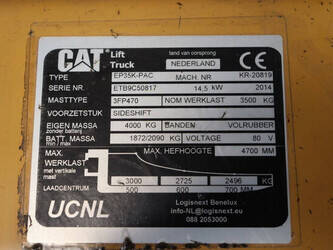 CAT Lift Truck land van oorsprong NEDERLAND CE
TYPE EP35K-PAC MACH. NR KR-20819
SERIENR ETB9C50817 14,5 kW 2014
MASTTYPE 3FP470 NOM WERKLAST 3500 KG
VOORZETSTUK SIDESHIFT
EIGEN MASSA zonder batterij 4000 KG BANDEN VOLRUBBER
BATT. MASSA min / max 1872/2090 KG VOLTAGE 80 V
MAX. WERKLAST met verticale mast MAX. HEFHOOGTE 4700 MM
3000 2725 2496 KG
LAADCENTRUM 500 600 700 MM
UCNL
Logisnext Benelux
info-NL@logisnext.eu
088 2053000